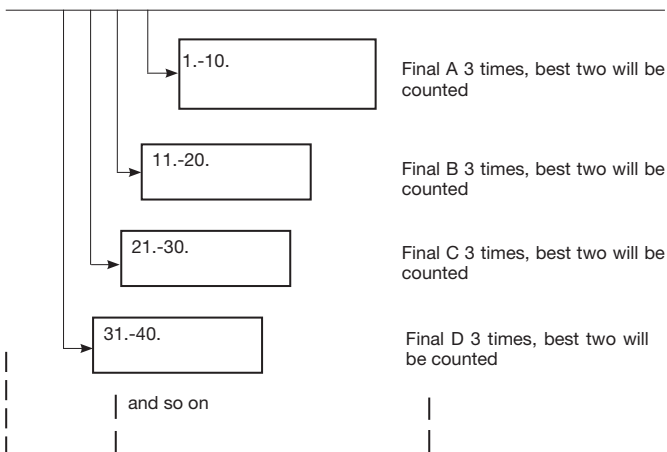 1.-10.
Final A 3 times, best two will be
counted
11.-20.
Final B 3 times, best two will be
counted
21.-30.
Final C 3 times, best two will be
counted
31.-40.
Final D 3 times, best two will
be counted
and so on